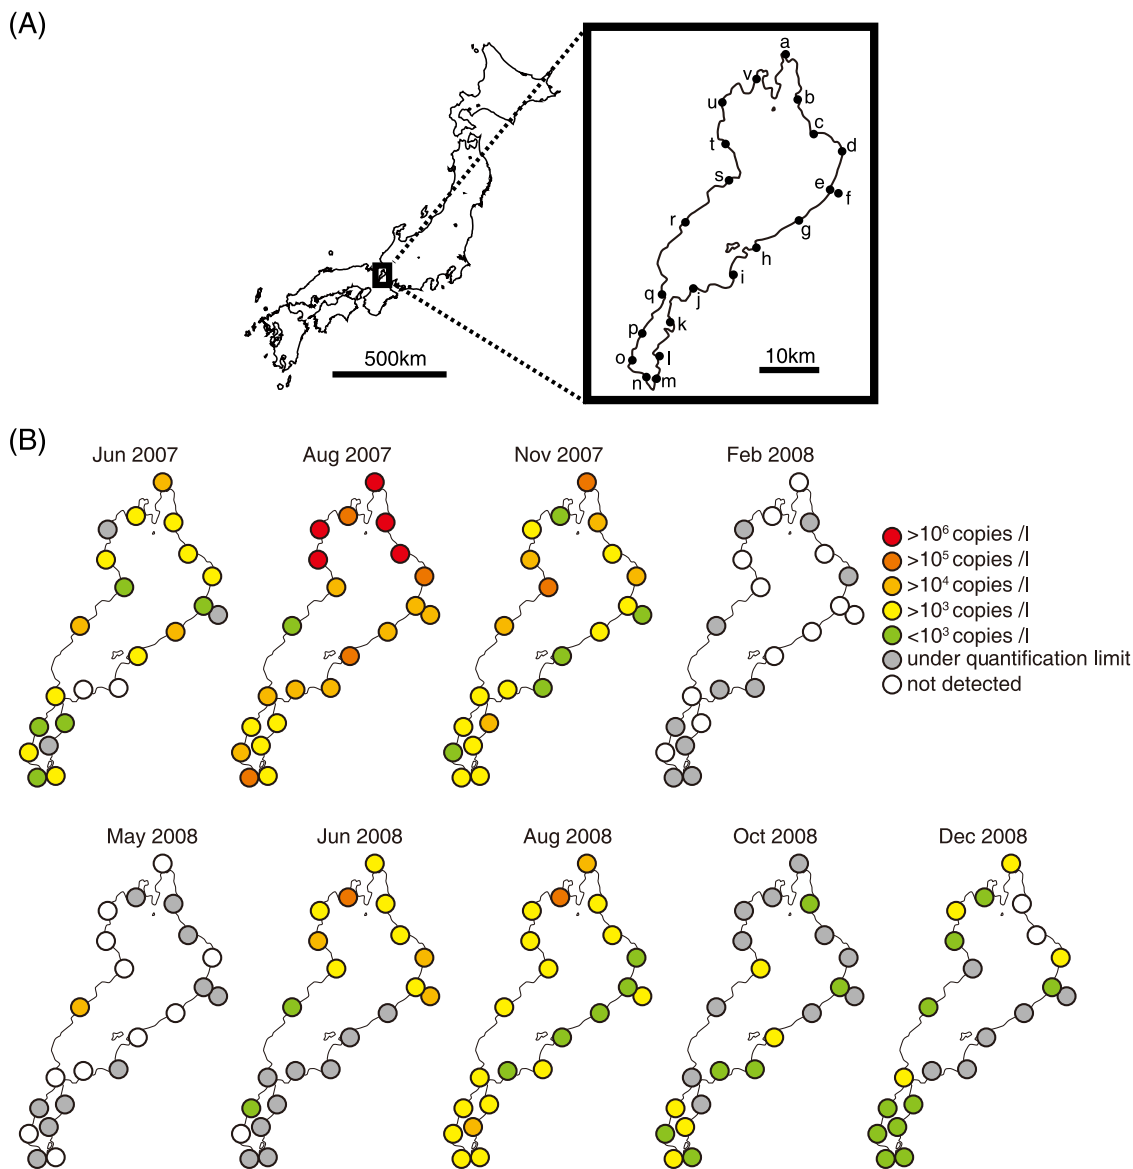 (A)
a
v
b
u
c
t
d
s
e
f
r
g
h
i
q
j
k
p
o
l
n
m
500km
10km
(B)
Jun 2007
Aug 2007
Nov 2007
Feb 2008
>10⁶ copies /l
>10⁵ copies /l
>10⁴ copies /l
>10³ copies /l
<10³ copies /l
under quantification limit
not detected
May 2008
Jun 2008
Aug 2008
Oct 2008
Dec 2008